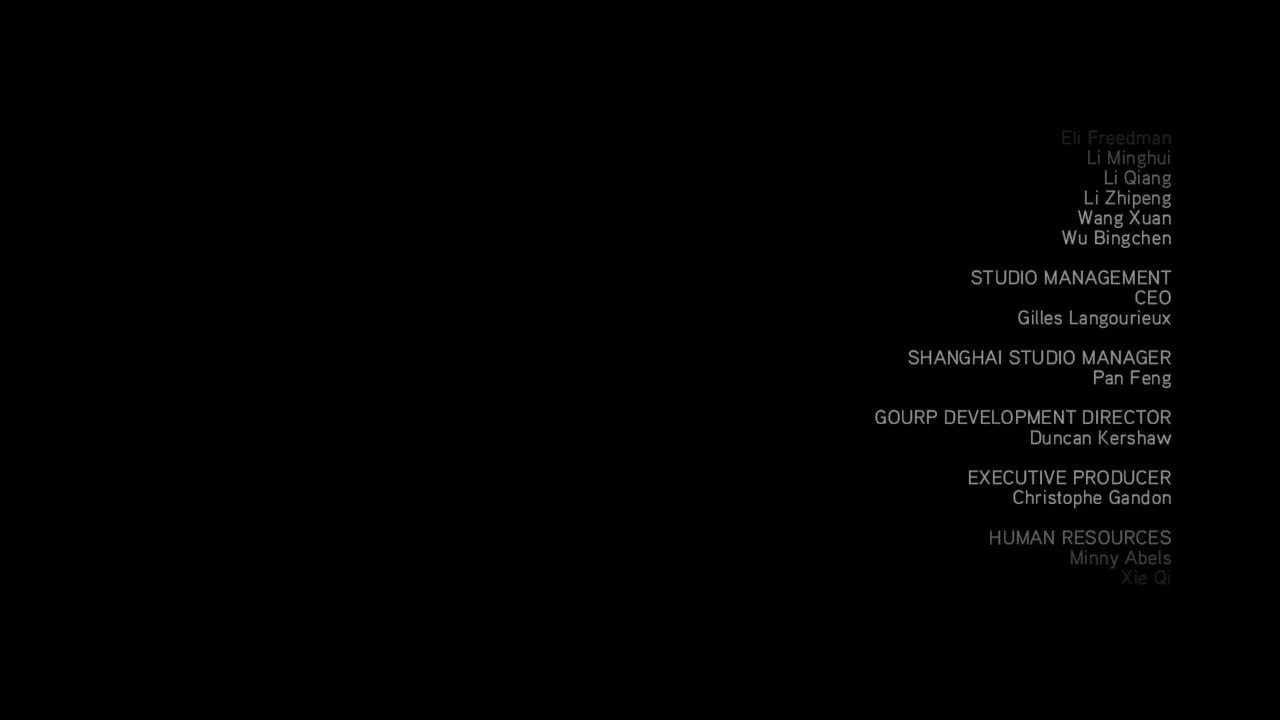 Eli Freedman
Li Minghui
Li Qiang
Li Zhipeng
Wang Xuan
Wu Bingchen
STUDIO MANAGEMENT
CEO
Gilles Langourieux
SHANGHAI STUDIO MANAGER
Pan Feng
GOURP DEVELOPMENT DIRECTOR
Duncan Kershaw
EXECUTIVE PRODUCER
Christophe Gandon
HUMAN RESOURCES
Minny Abels
Xie Qi